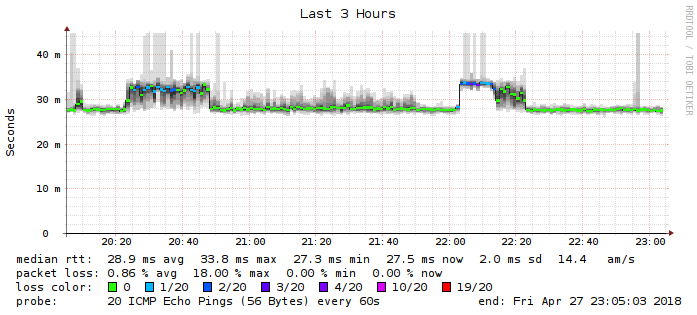 Last 3 Hours
RRDTOOL / TOBI OETIKER
Seconds
40 m
30 m
20 m
10 m
0
20:20 20:40 21:00 21:20 21:40 22:00 22:20 22:40 23:00
median rtt: 28.9 ms avg 33.8 ms max 27.3 ms min 27.5 ms now 2.0 ms sd 14.4 am/s
packet loss: 0.86 % avg 18.00 % max 0.00 % min 0.00 % now
loss color: 0 1/20 2/20 3/20 4/20 10/20 19/20
probe: 20 ICMP Echo Pings (56 Bytes) every 60s end: Fri Apr 27 23:05:03 2018